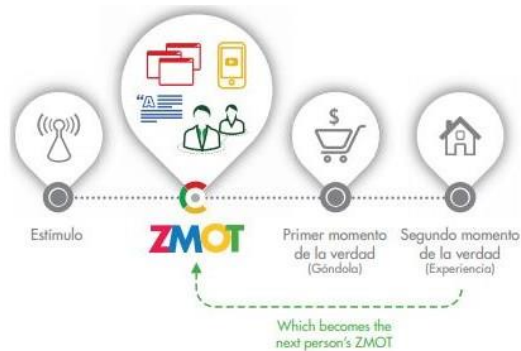 "A
$
Estímulo
ZMOT
Primer momento
de la verdad
(Góndola)
Segundo momento
de la verdad
(Experiencia)
Which becomes the
next person's ZMOT